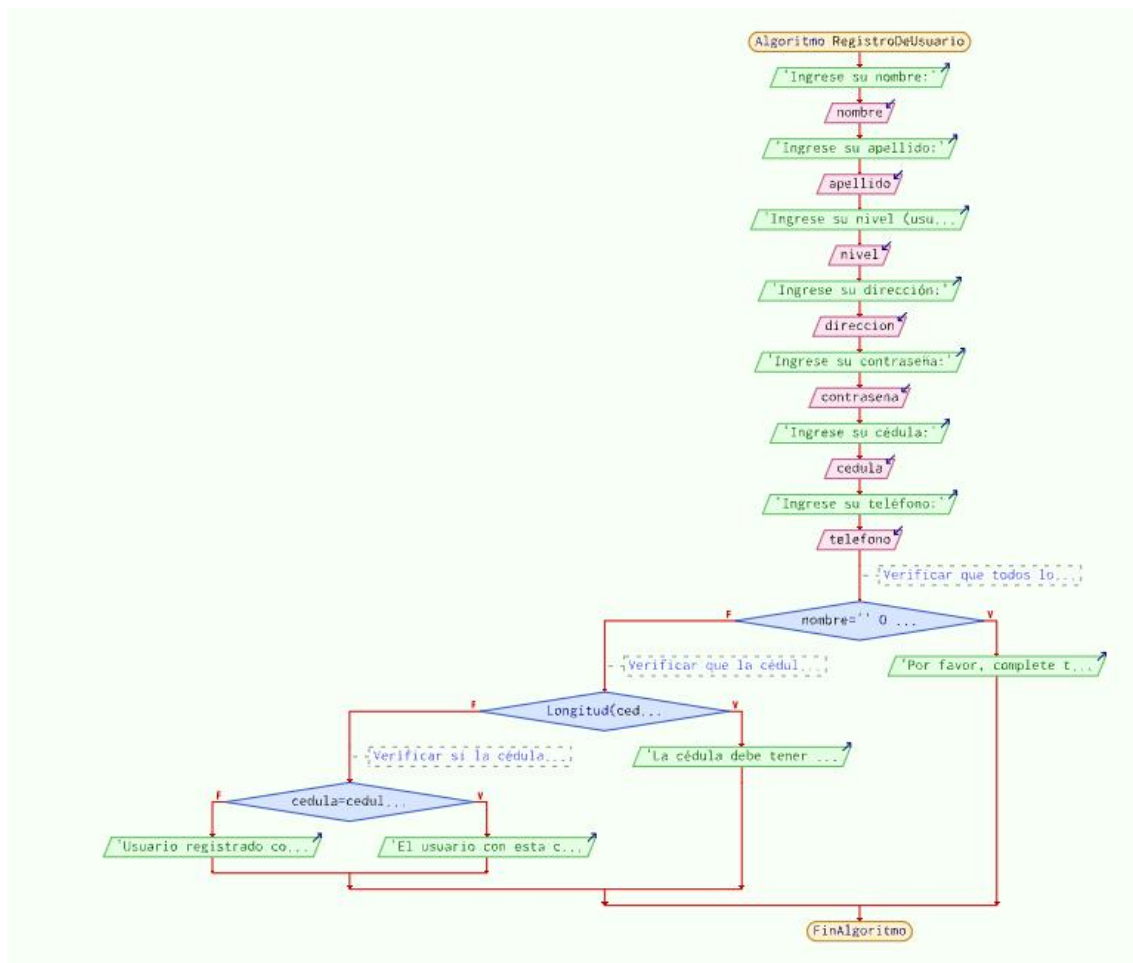 Algoritmo RegistroDeUsuario
'Ingrese su nombre:'
nombre
'Ingrese su apellido:'
apellido
'Ingrese su nivel (usu...
nivel
'Ingrese su dirección:'
direccion
'Ingrese su contraseña:'
contrasena
'Ingrese su cédula:'
cedula
'Ingrese su teléfono:'
telefono
Verificar que todos lo...
F
nombre='' O ...
V
Verificar que la cédul...
'Por favor, complete t...
F
Longitud(ced...
V
Verificar si la cédula...
'La cédula debe tener ...
F
cedula=cedul...
V
'Usuario registrado co...
'El usuario con esta c...
FinAlgoritmo